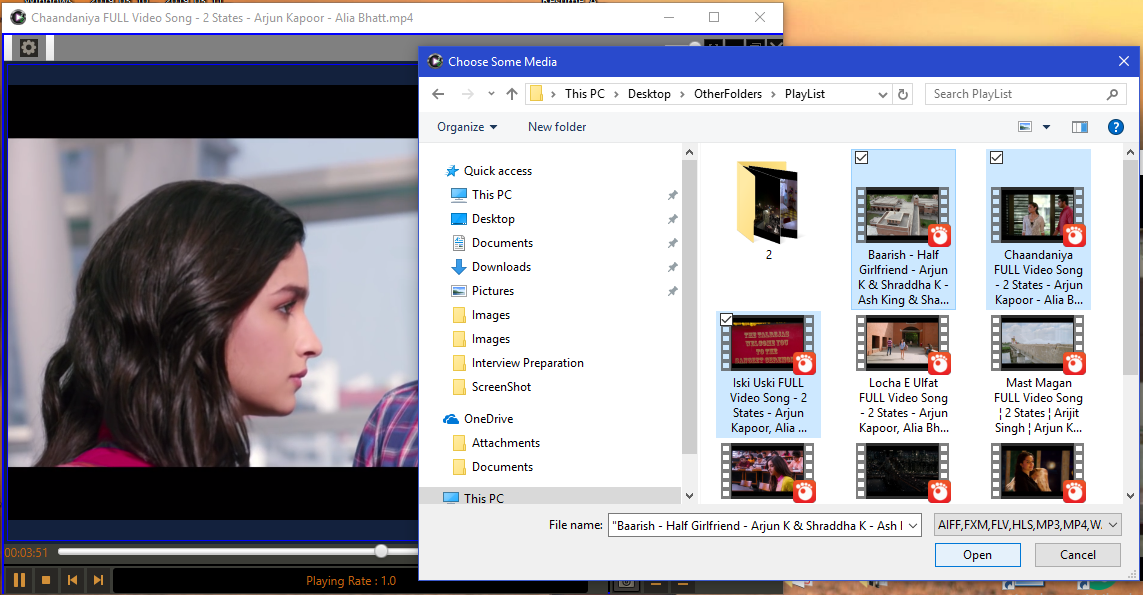 Chaandaniya FULL Video Song - 2 States - Arjun Kapoor - Alia Bhatt.mp4
Choose Some Media
This PC > Desktop > OtherFolders > PlayList
Search PlayList
Organize
New folder
?
Quick access
This PC
Desktop
Documents
Downloads
Pictures
Images
Images
Interview Preparation
ScreenShot
OneDrive
Attachments
Documents
This PC
2
Baarish - Half
Girlfriend - Arjun
K & Shraddha K -
Ash King & Sha...
Chaandaniya
FULL Video Song
- 2 States - Arjun
Kapoor - Alia B...
THE TALREJAS
WELCOME YOU
TO THE
Iski Uski FULL
Video Song - 2
States - Arjun
Kapoor, Alia ...
Locha E Ulfat
FULL Video Song
- 2 States - Arjun
Kapoor, Alia Bh...
Mast Magan
FULL Video Song
¦ 2 States ¦ Arijit
Singh ¦ Arjun K...
File name:
"Baarish - Half Girlfriend - Arjun K & Shraddha K - Ash
AIFF,FXM,FLV,HLS,MP3,MP4,W.
Open
Cancel
00:03:51
Playing Rate : 1.0